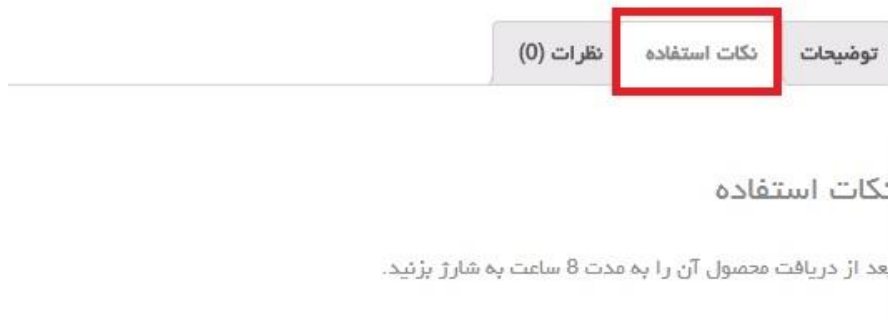 توضیحات
نکات استفاده
نظرات (0)
نکات استفاده
بعد از دریافت محصول آن را به مدت 8 ساعت به شارژ بزنید.